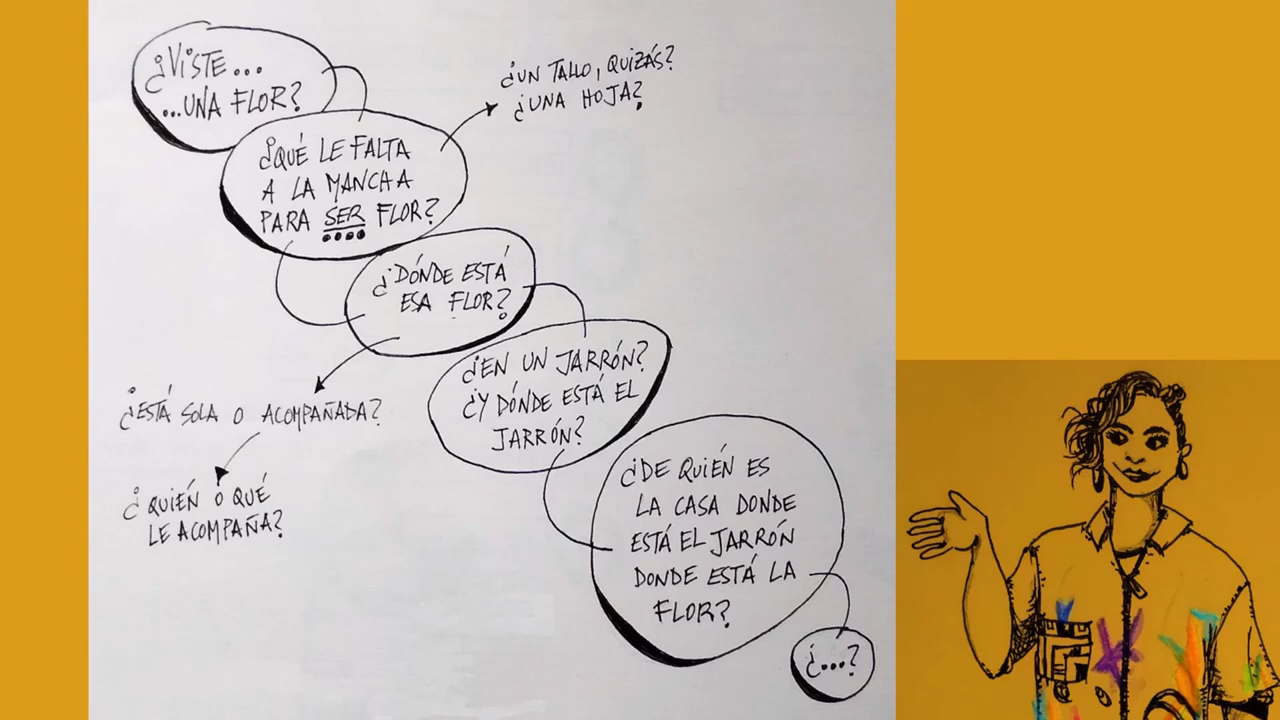 ¿VISTE...
...UNA FLOR?
¿QUÉ LE FALTA
A LA MANCHA
PARA SER FLOR?
¿UN TALLO, QUIZÁS?
¿UNA HOJA?
¿DÓNDE ESTÁ
ESA FLOR?
¿ESTÁ SOLA O ACOMPAÑADA?
¿QUIÉN O QUÉ
LE ACOMPAÑA?
¿EN UN JARRÓN?
¿Y DÓNDE ESTÁ EL
JARRÓN?
¿DE QUIÉN ES
LA CASA DONDE
ESTÁ EL JARRÓN
DONDE ESTÁ LA
FLOR?
¿...?